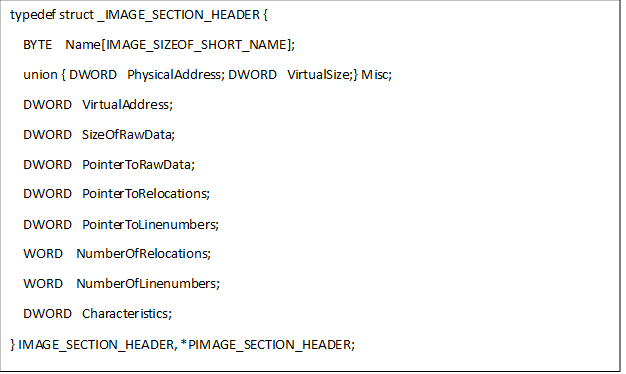 typedef struct _IMAGE_SECTION_HEADER {
BYTE Name[IMAGE_SIZEOF_SHORT_NAME];
union { DWORD PhysicalAddress; DWORD VirtualSize;} Misc;
DWORD VirtualAddress;
DWORD SizeOfRawData;
DWORD PointerToRawData;
DWORD PointerToRelocations;
DWORD PointerToLinenumbers;
WORD NumberOfRelocations;
WORD NumberOfLinenumbers;
DWORD Characteristics;
} IMAGE_SECTION_HEADER, *PIMAGE_SECTION_HEADER;